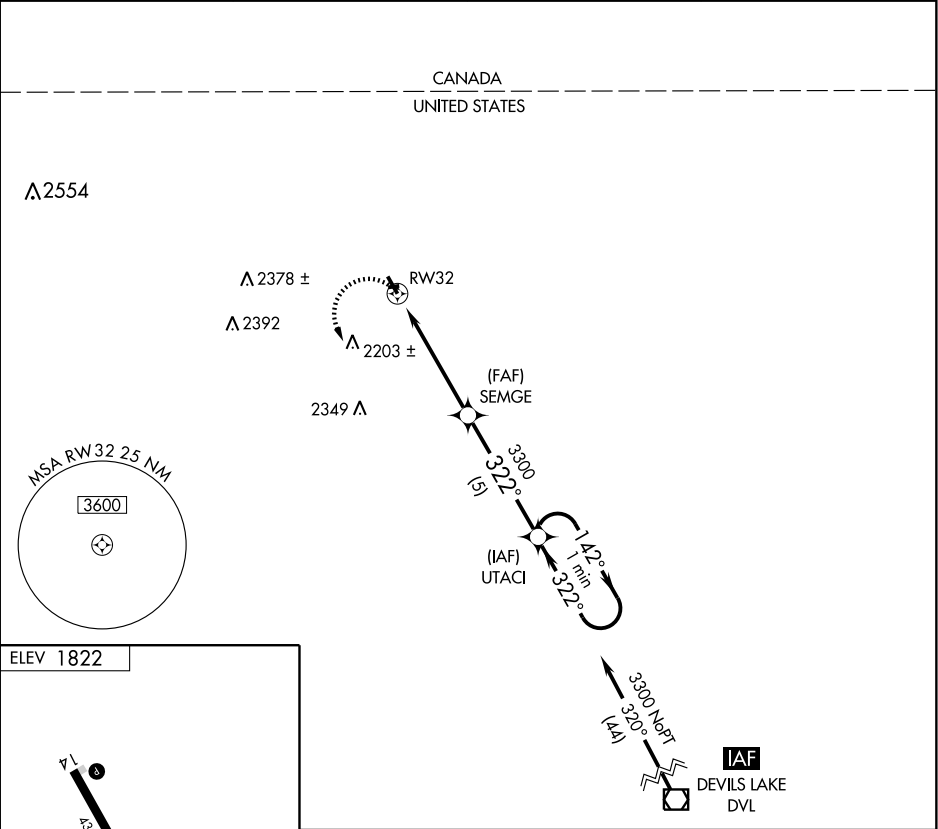 CANADA
UNITED STATES
2554
2378 ±
RW32
2392
2203 ±
(FAF)
SEMGE
2349
MSA RW32 25 NM
3600
3300
322°
(5)
(IAF)
UTACI
142°
1 min
322°
ELEV 1822
3300 NoPT
320°
(44)
IAF
DEVILS LAKE
DVL
14
P